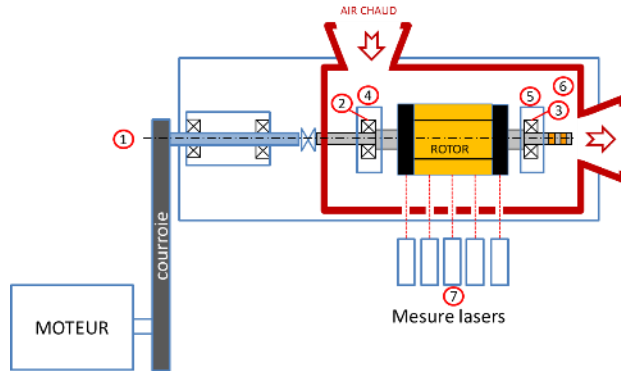 AIR CHAUD
4
5
6
2
3
1
ROTOR
courroie
7
Mesure lasers
MOTEUR